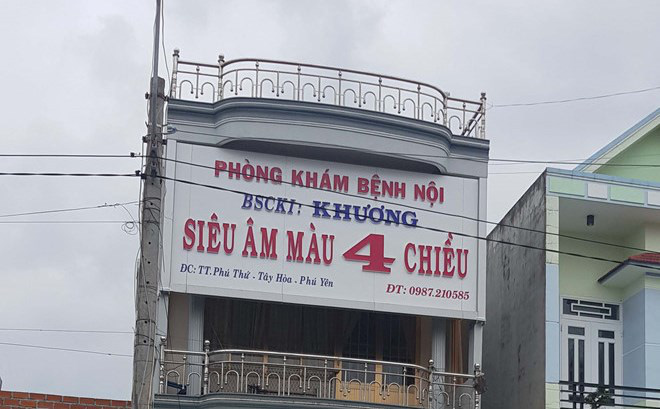 PHÒNG KHÁM BỆNH NỘI
BSCKI: KHƯƠNG
SIÊU ÂM MÀU 4 CHIỀU
ĐC: TT. Phú Thứ - Tây Hòa - Phú Yên
ĐT: 0987.210585